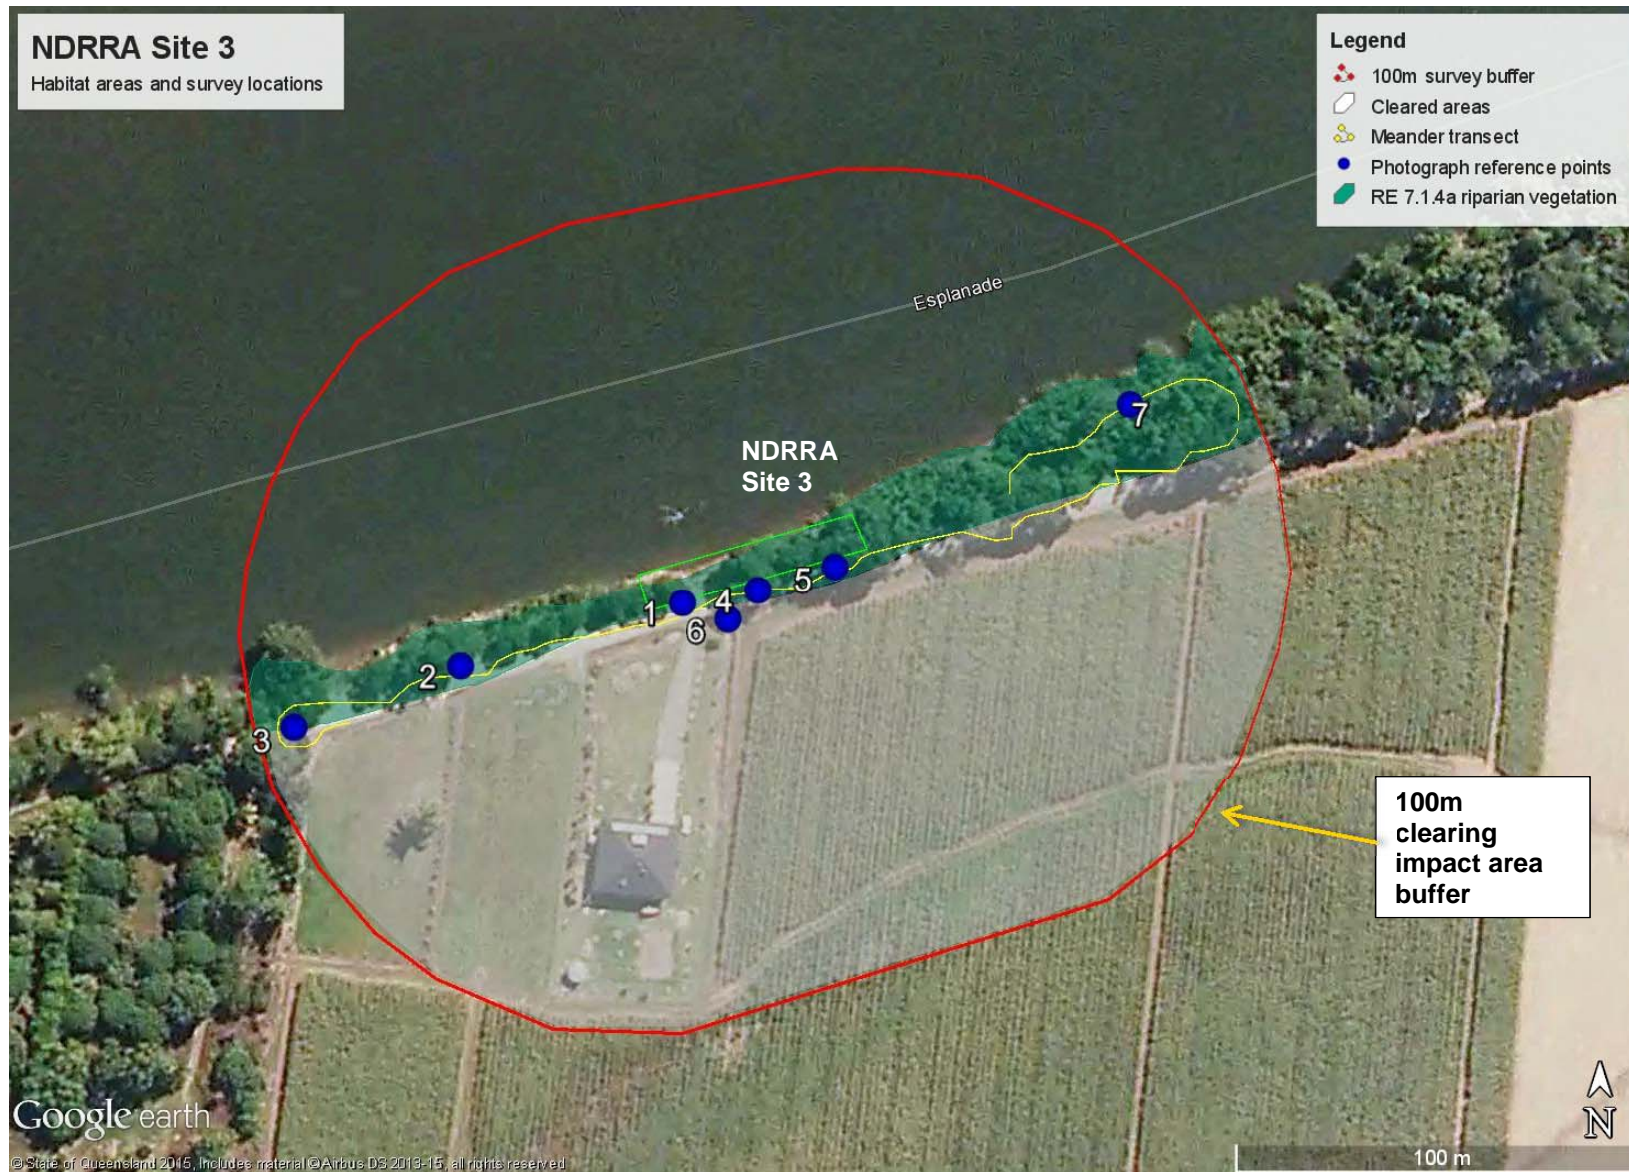 NDRRA Site 3
Habitat areas and survey locations
Legend
100m survey buffer
Cleared areas
Meander transect
Photograph reference points
RE 7.1.4a riparian vegetation
Esplanade
NDRRA
Site 3
7
5
4
1
6
2
3
100m
clearing
impact area
buffer
Google earth
N
© State of Queensland 2015, Includes material © Airbus DS 2013-15, all rights reserved
100 m